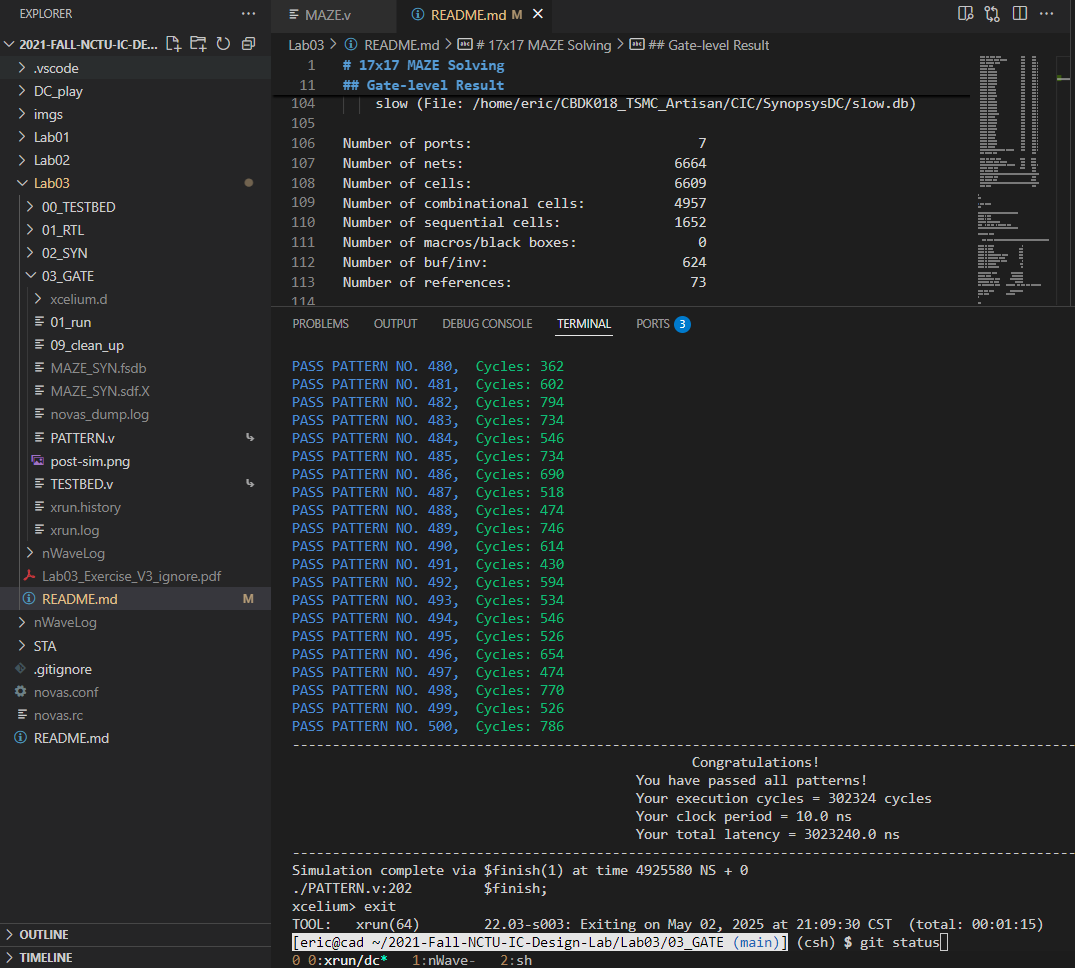 EXPLORER
2021-FALL-NCTU-IC-DE...
.vscode
DC_play
imgs
Lab01
Lab02
Lab03
00_TESTBED
01_RTL
02_SYN
03_GATE
xcelium.d
01_run
09_clean_up
MAZE_SYN.fsdb
MAZE_SYN.sdf.X
novas_dump.log
PATTERN.v
post-sim.png
TESTBED.v
xrun.history
xrun.log
nWaveLog
Lab03_Exercise_V3_ignore.pdf
README.md M
nWaveLog
STA
.gitignore
novas.conf
novas.rc
README.md
OUTLINE
TIMELINE
MAZE.v README.md M
Lab03 > README.md > # 17x17 MAZE Solving > ## Gate-level Result
1 # 17x17 MAZE Solving
11 ## Gate-level Result
104 slow (File: /home/eric/CBDK018_TSMC_Artisan/CIC/SynopsysDC/slow.db)
105
106 Number of ports: 7
107 Number of nets: 6664
108 Number of cells: 6609
109 Number of combinational cells: 4957
110 Number of sequential cells: 1652
111 Number of macros/black boxes: 0
112 Number of buf/inv: 624
113 Number of references: 73
114
PROBLEMS OUTPUT DEBUG CONSOLE TERMINAL PORTS 3
PASS PATTERN NO. 480, Cycles: 362
PASS PATTERN NO. 481, Cycles: 602
PASS PATTERN NO. 482, Cycles: 794
PASS PATTERN NO. 483, Cycles: 734
PASS PATTERN NO. 484, Cycles: 546
PASS PATTERN NO. 485, Cycles: 734
PASS PATTERN NO. 486, Cycles: 690
PASS PATTERN NO. 487, Cycles: 518
PASS PATTERN NO. 488, Cycles: 474
PASS PATTERN NO. 489, Cycles: 746
PASS PATTERN NO. 490, Cycles: 614
PASS PATTERN NO. 491, Cycles: 430
PASS PATTERN NO. 492, Cycles: 594
PASS PATTERN NO. 493, Cycles: 534
PASS PATTERN NO. 494, Cycles: 546
PASS PATTERN NO. 495, Cycles: 526
PASS PATTERN NO. 496, Cycles: 654
PASS PATTERN NO. 497, Cycles: 474
PASS PATTERN NO. 498, Cycles: 770
PASS PATTERN NO. 499, Cycles: 526
PASS PATTERN NO. 500, Cycles: 786
Congratulations!
You have passed all patterns!
Your execution cycles = 302324 cycles
Your clock period = 10.0 ns
Your total latency = 3023240.0 ns
Simulation complete via $finish(1) at time 4925580 NS + 0
./PATTERN.v:202 $finish;
xcelium> exit
TOOL: xrun(64) 22.03-s003: Exiting on May 02, 2025 at 21:09:30 CST (total: 00:01:15)
[eric@cad ~/2021-Fall-NCTU-IC-Design-Lab/Lab03/03_GATE (main)] (csh) $ git status
0 0:xrun/dc* 1:nWave- 2:sh